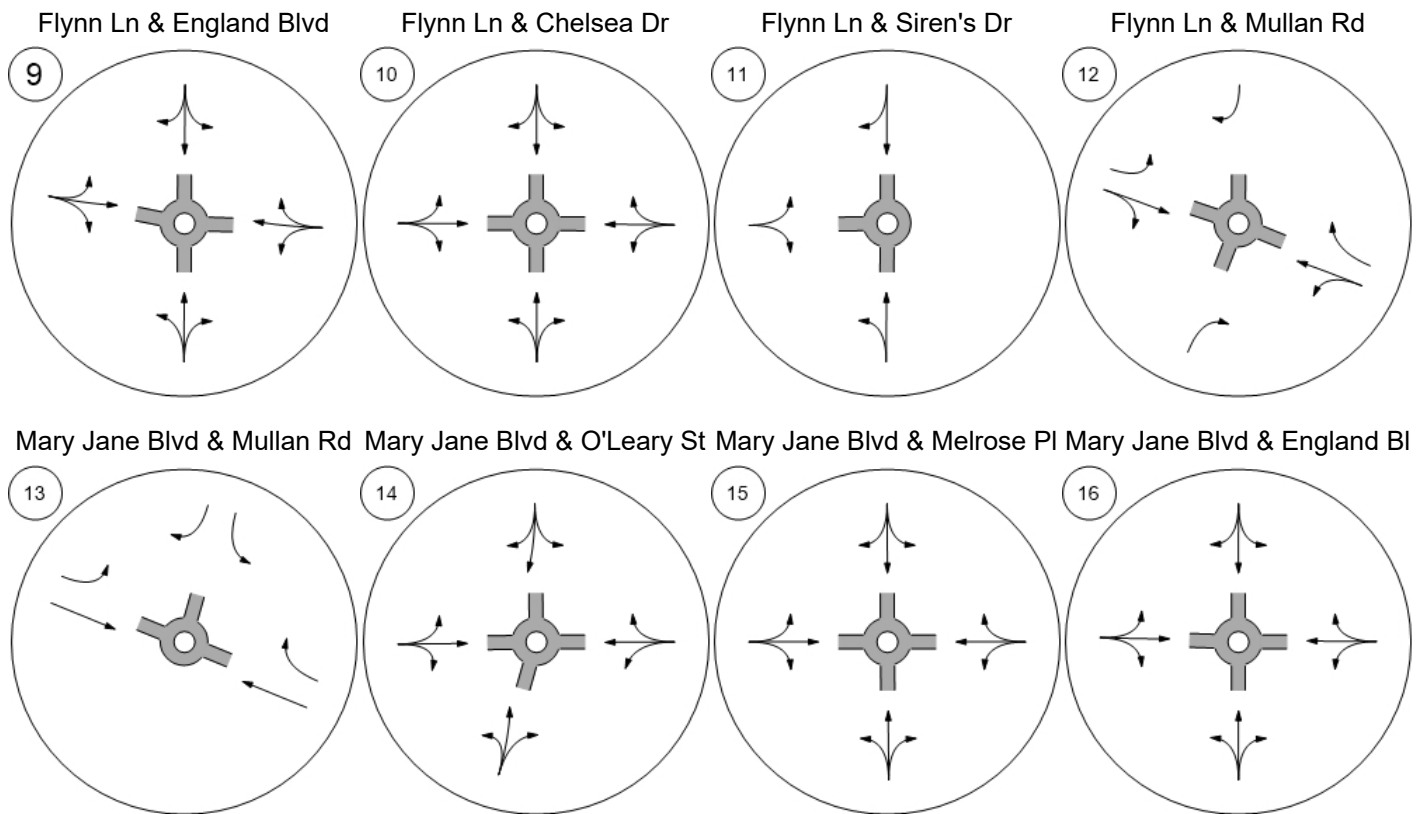 Flynn Ln & England Blvd
Flynn Ln & Chelsea Dr
Flynn Ln & Siren's Dr
Flynn Ln & Mullan Rd
9
10
11
12
Mary Jane Blvd & Mullan Rd
Mary Jane Blvd & O'Leary St
Mary Jane Blvd & Melrose Pl
Mary Jane Blvd & England Bl
13
14
15
16